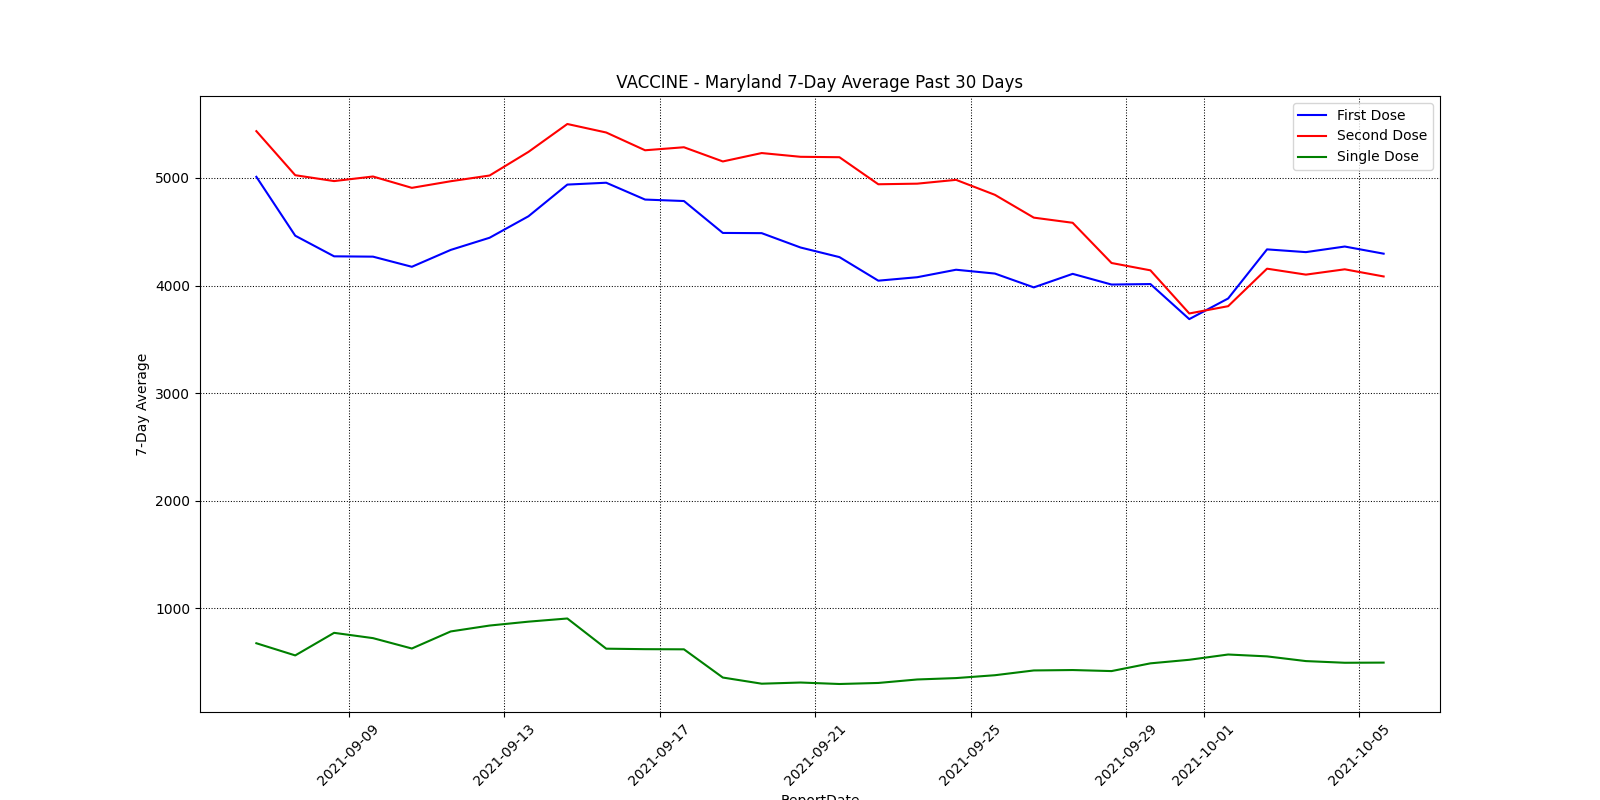 VACCINE - Maryland 7-Day Average Past 30 Days
First Dose
Second Dose
Single Dose
7-Day Average
5000
4000
3000
2000
1000
2021-09-09
2021-09-13
2021-09-17
2021-09-21
2021-09-25
2021-09-29
2021-10-01
2021-10-05
ReportDate